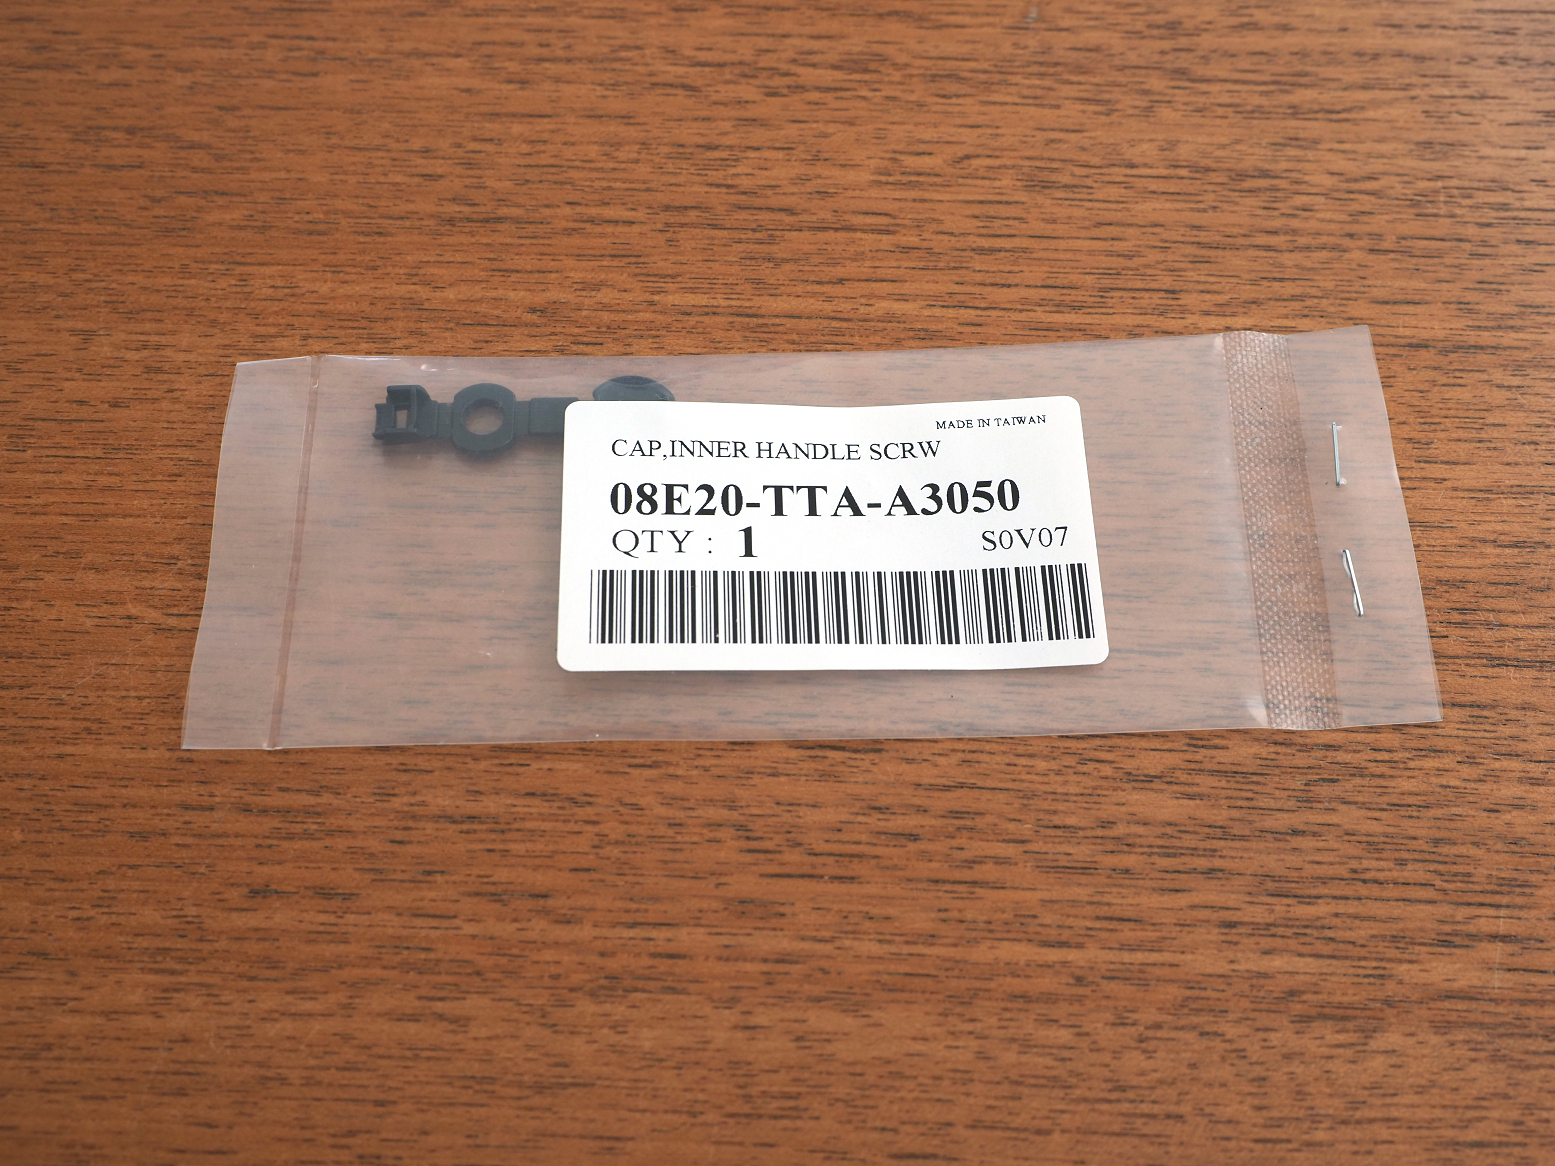 MADE IN TAIWAN
CAP,INNER HANDLE SCRW
08E20-TTA-A3050
QTY : 1 S0V07